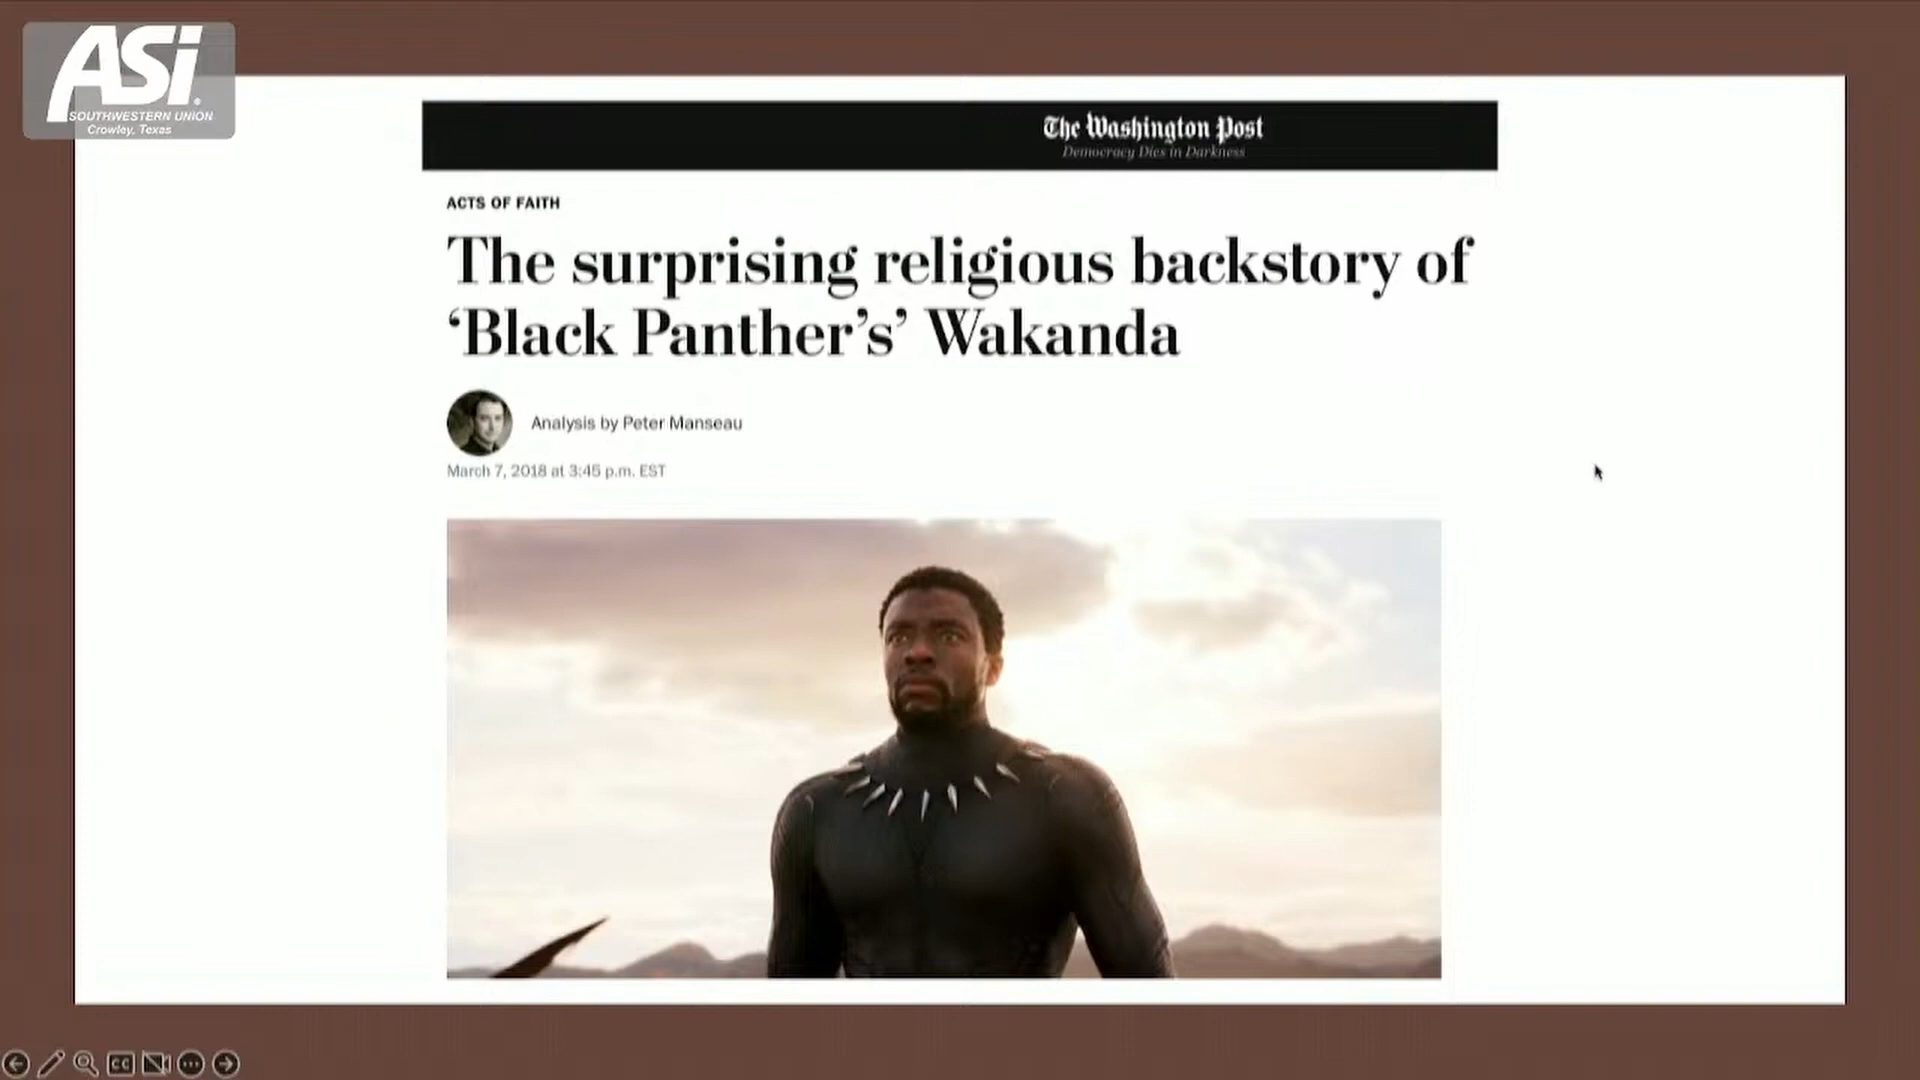 ASi.
SOUTHWESTERN UNION
Crowley, Texas
The Washington Post
Democracy Dies in Darkness
ACTS OF FAITH
The surprising religious backstory of
‘Black Panther’s’ Wakanda
Analysis by Peter Manseau
March 7, 2018 at 3:45 p.m. EST
CC